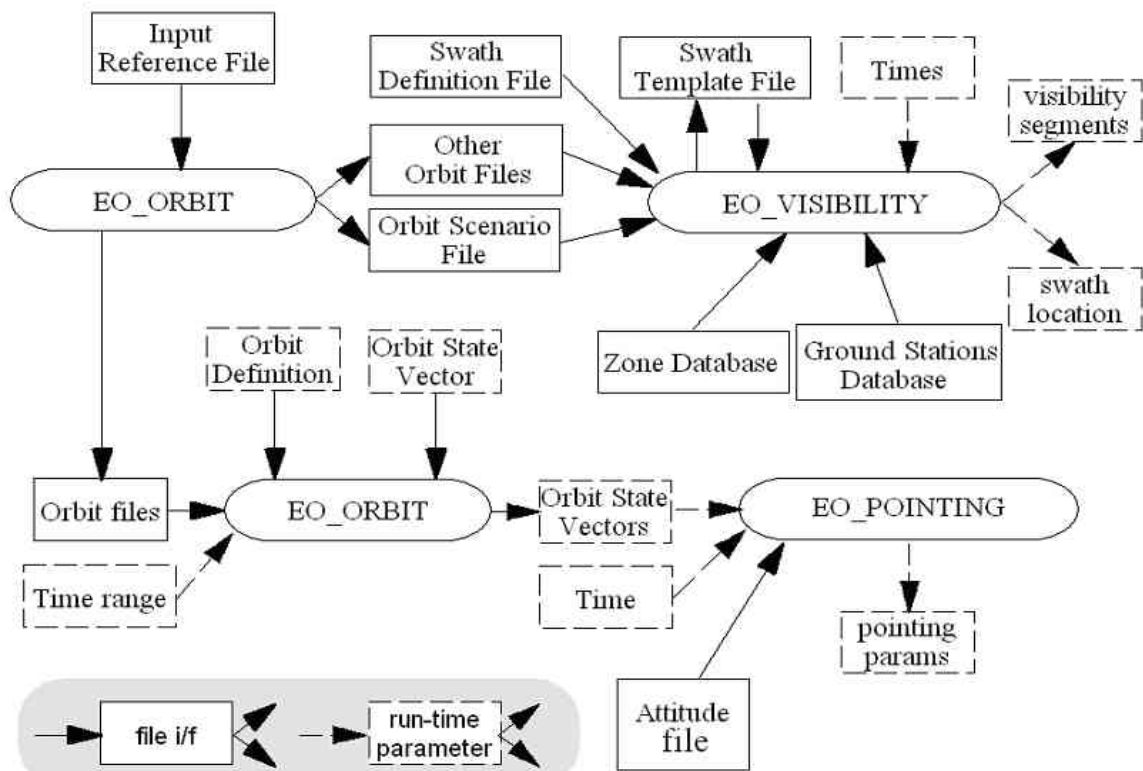 Input
Reference File
Swath
Definition File
Swath
Template File
Times
visibility
segments
Other
Orbit Files
EO_ORBIT
EO_VISIBILITY
Orbit Scenario
File
swath
location
Orbit
Definition
Orbit State
Vector
Zone Database
Ground Stations
Database
Orbit files
EO_ORBIT
Orbit State
Vectors
EO_POINTING
Time range
Time
pointing
params
Attitude
file
file i/f
run-time
parameter